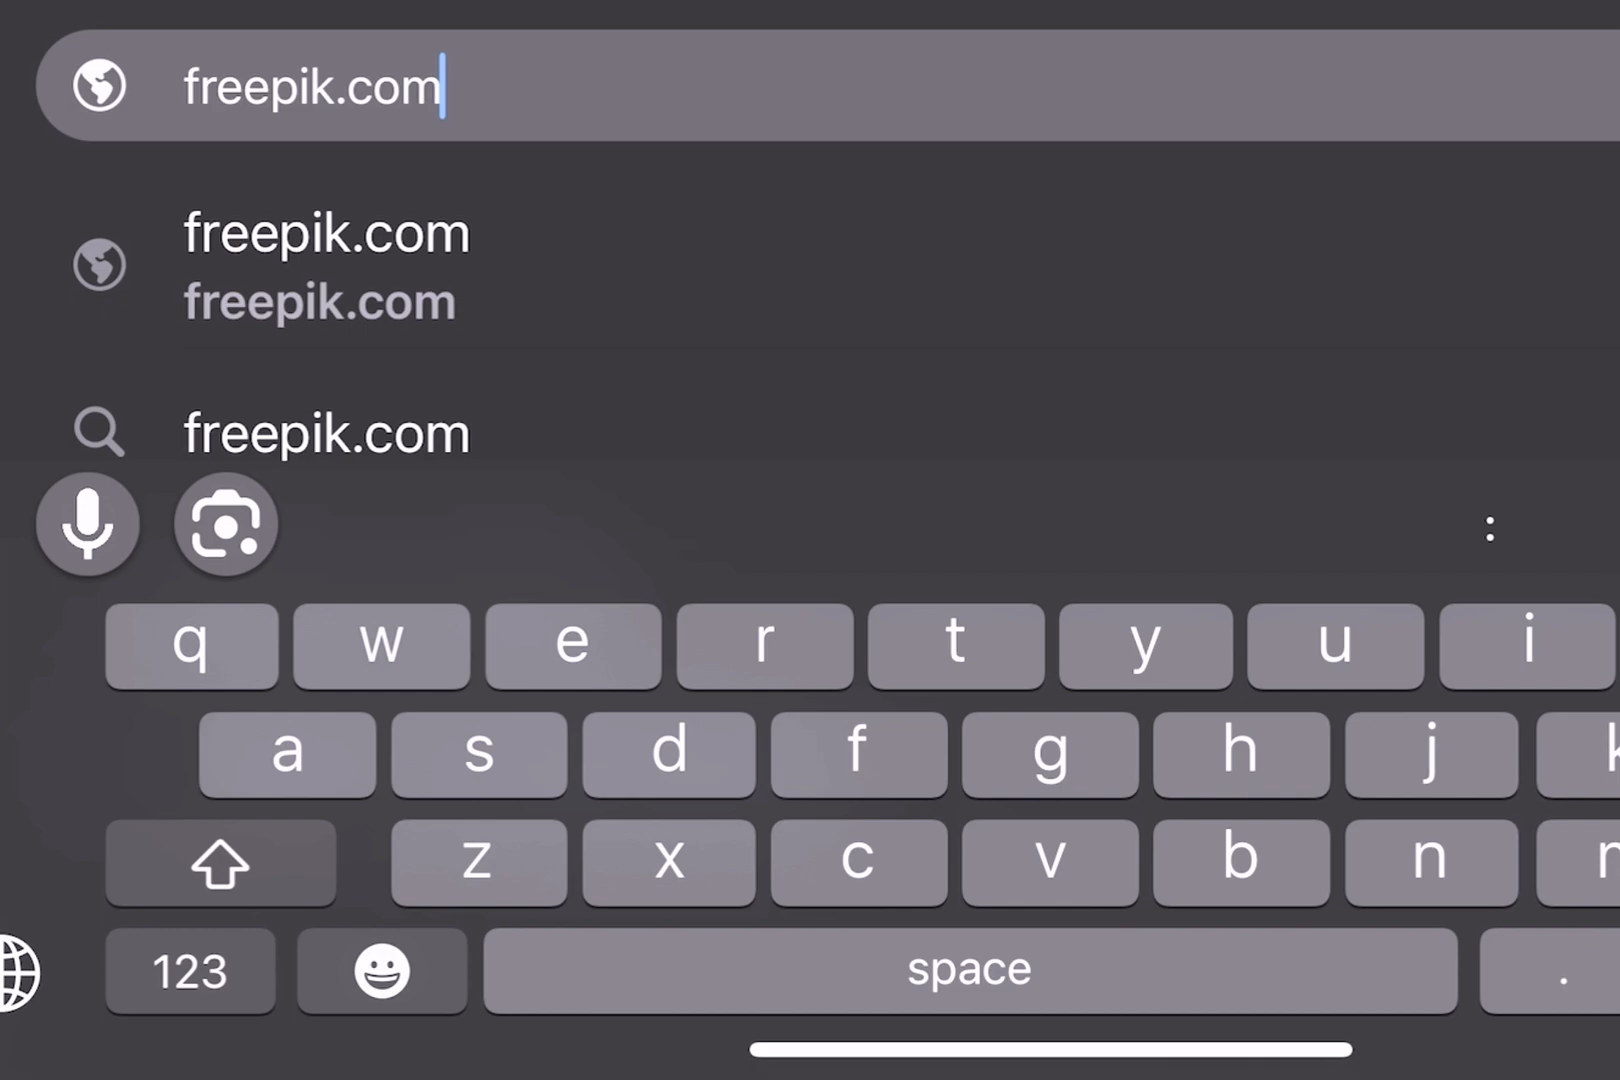 freepik.com
freepik.com
freepik.com
freepik.com
:
q w e r t y u i
a s d f g h j k
z x c v b n
123 space .